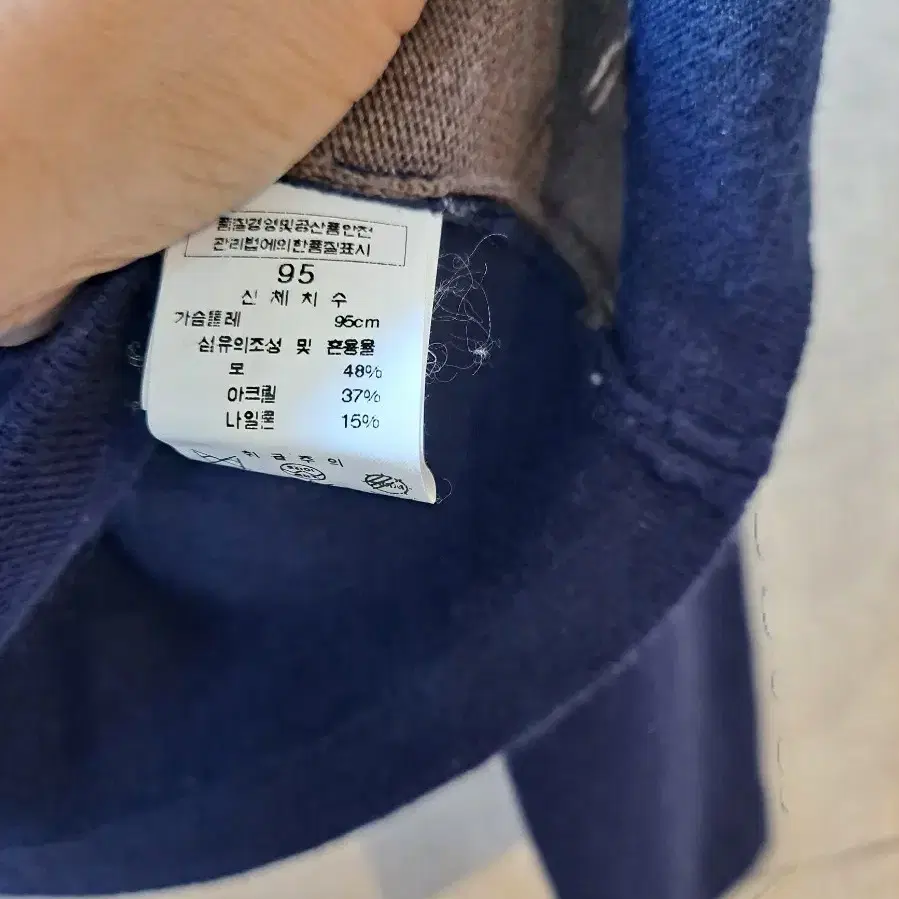 품질경영및공산품안전
관리법에의한품질표시
95
신 체 치 수
가슴둘레 95cm
섬유의조성 및 혼용율
모 48%
아크릴 37%
나일론 15%
취 급 주 의